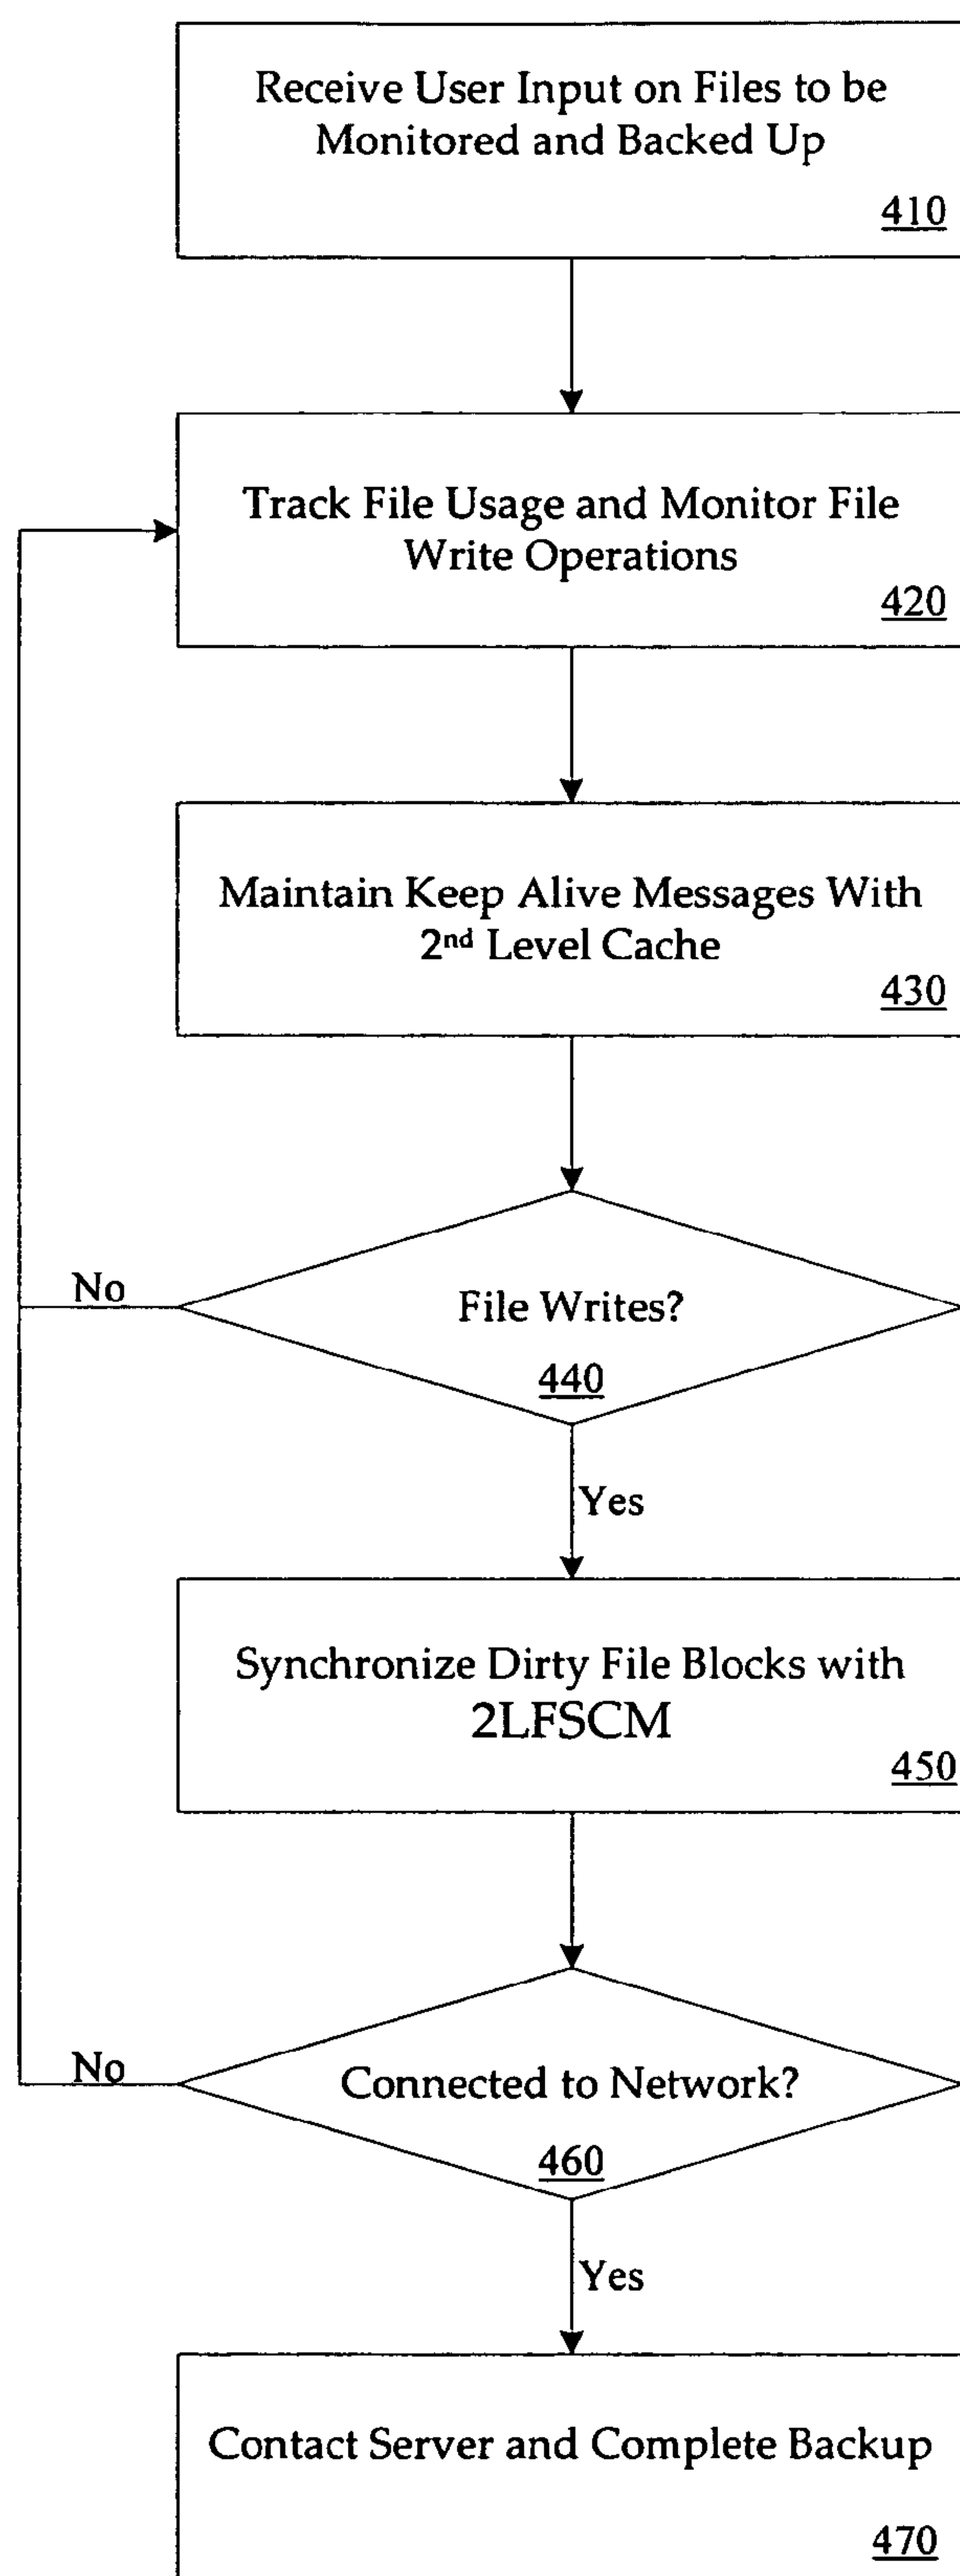 Receive User Input on Files to be
Monitored and Backed Up
410
Track File Usage and Monitor File
Write Operations
420
Maintain Keep Alive Messages With
2nd Level Cache
430
No
File Writes?
440
Yes
Synchronize Dirty File Blocks with
2LFSCM
450
No
Connected to Network?
460
Yes
Contact Server and Complete Backup
470